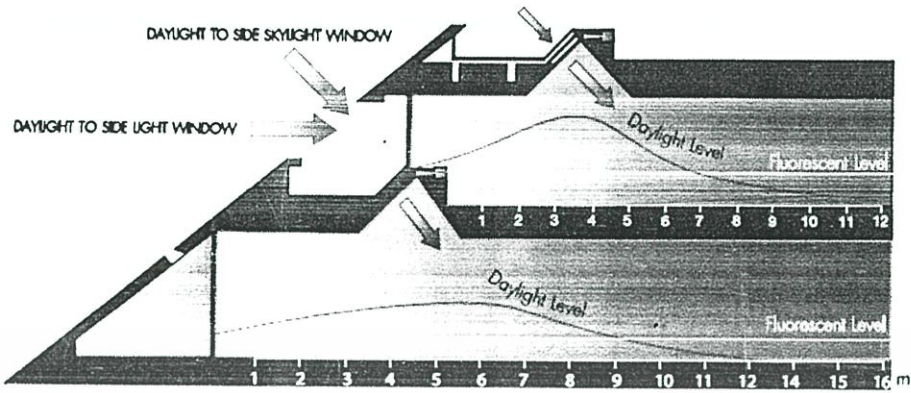 DAYLIGHT TO SIDE SKYLIGHT WINDOW
DAYLIGHT TO SIDE LIGHT WINDOW
Daylight Level
Fluorescent Level
1 2 3 4 5 6 7 8 9 10 11 12
Daylight Level
Fluorescent Level
1 2 3 4 5 6 7 8 9 10 11 12 13 14 15 16 m